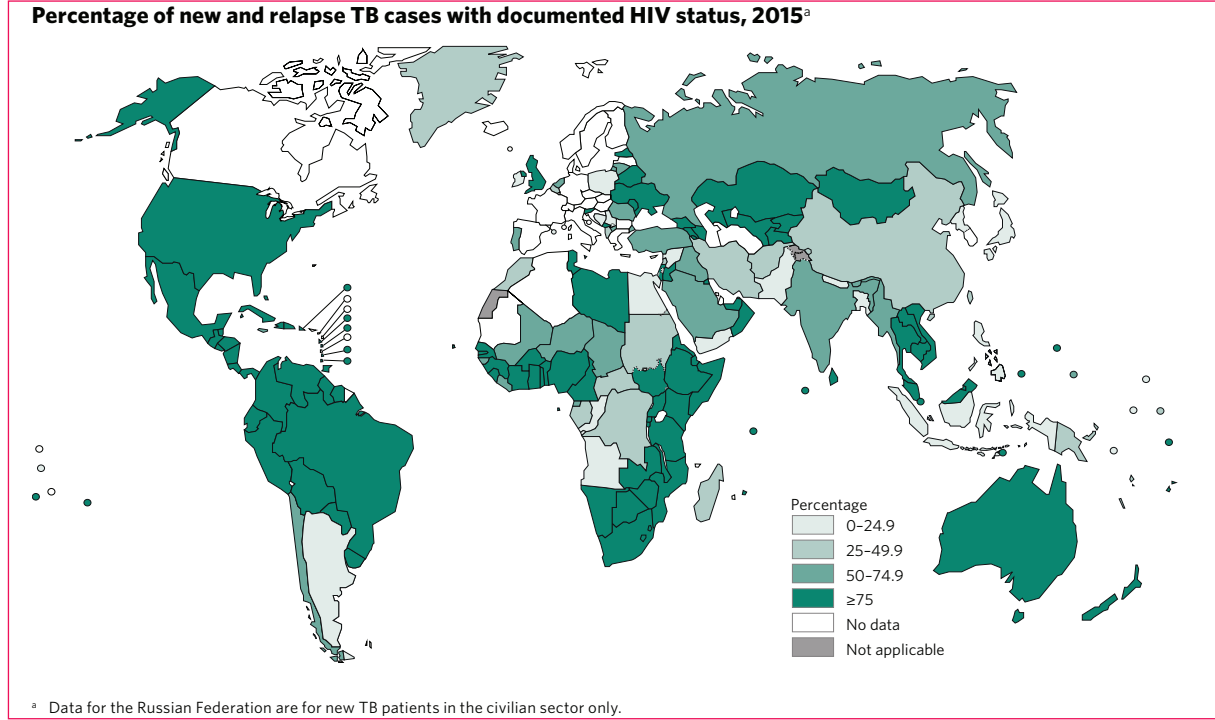 Percentage of new and relapse TB cases with documented HIV status, 2015ᵃ
Percentage
0–24.9
25–49.9
50–74.9
≥75
No data
Not applicable
ᵃ Data for the Russian Federation are for new TB patients in the civilian sector only.